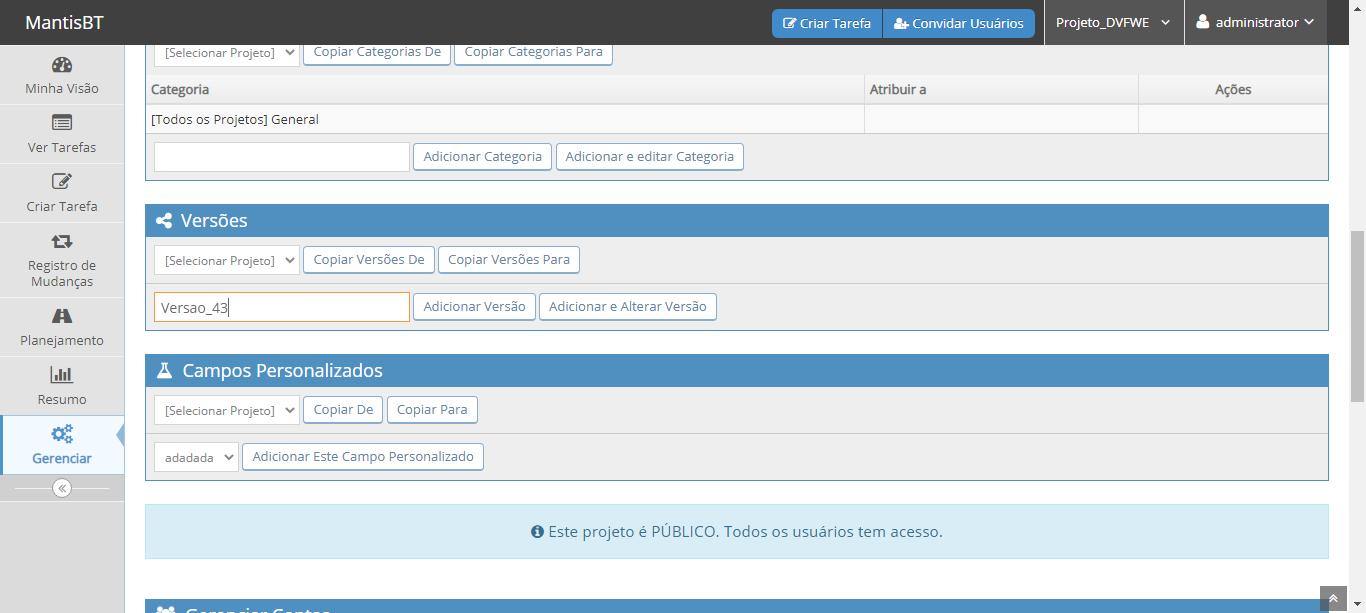 MantisBT
Criar Tarefa Convidar Usuários Projeto_DVFWE administrator
Minha Visão
Ver Tarefas
Criar Tarefa
Registro de
Mudanças
Planejamento
Resumo
Gerenciar
[Selecionar Projeto] Copiar Categorias De Copiar Categorias Para
Categoria Atribuir a Ações
[Todos os Projetos] General
Adicionar Categoria Adicionar e editar Categoria
Versões
[Selecionar Projeto] Copiar Versões De Copiar Versões Para
Versao_43 Adicionar Versão Adicionar e Alterar Versão
Campos Personalizados
[Selecionar Projeto] Copiar De Copiar Para
adadada Adicionar Este Campo Personalizado
Este projeto é PÚBLICO. Todos os usuários tem acesso.
Gerenciar Contas